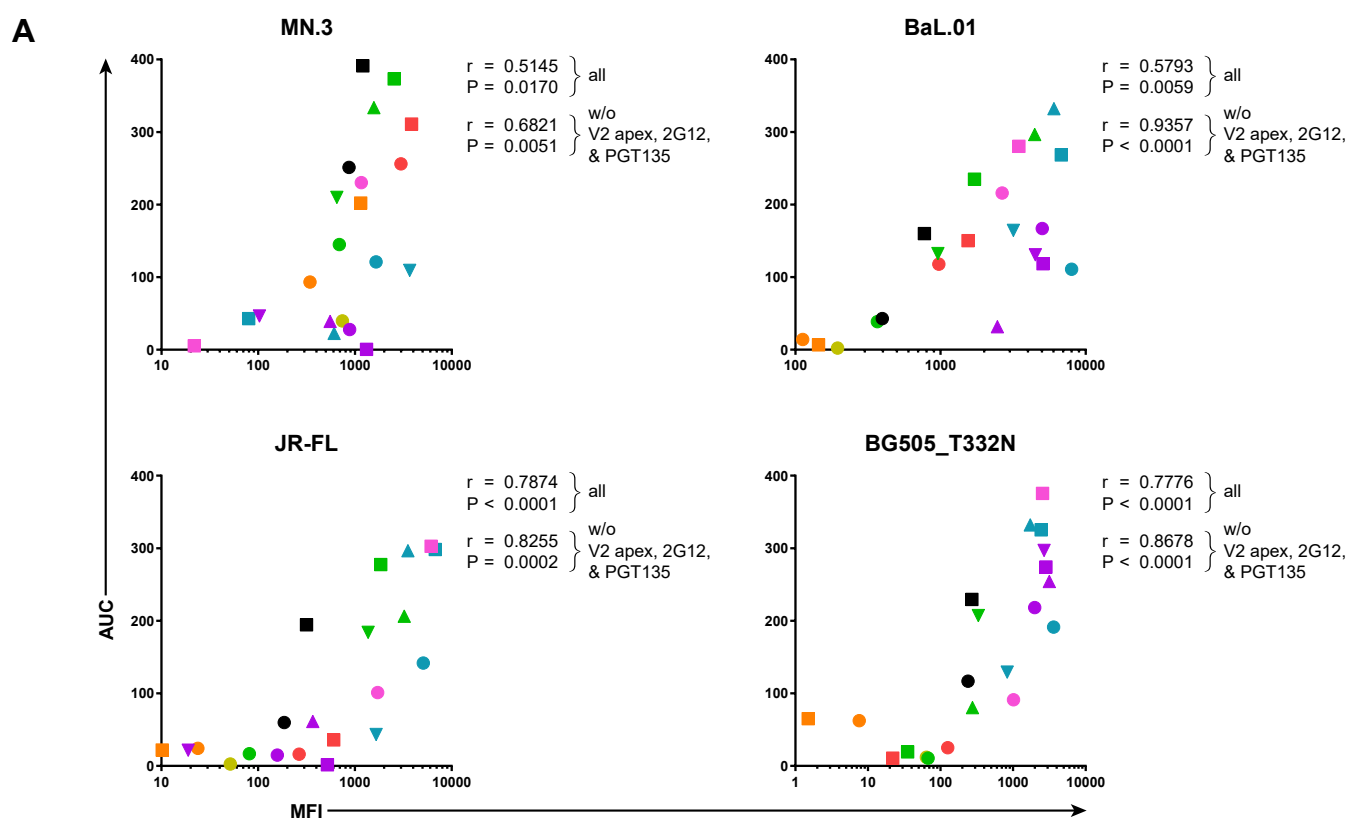 A
MN.3
400
300
200
100
0
10 100 1000 10000
r = 0.5145
P = 0.0170
all
r = 0.6821
P = 0.0051
w/o
V2 apex, 2G12,
& PGT135
BaL.01
400
300
200
100
0
100 1000 10000
r = 0.5793
P = 0.0059
all
r = 0.9357
P < 0.0001
w/o
V2 apex, 2G12,
& PGT135
JR-FL
400
300
200
100
0
10 100 1000 10000
r = 0.7874
P < 0.0001
all
r = 0.8255
P = 0.0002
w/o
V2 apex, 2G12,
& PGT135
BG505_T332N
400
300
200
100
0
1 10 100 1000 10000
r = 0.7776
P < 0.0001
all
r = 0.8678
P < 0.0001
w/o
V2 apex, 2G12,
& PGT135
AUC
MFI